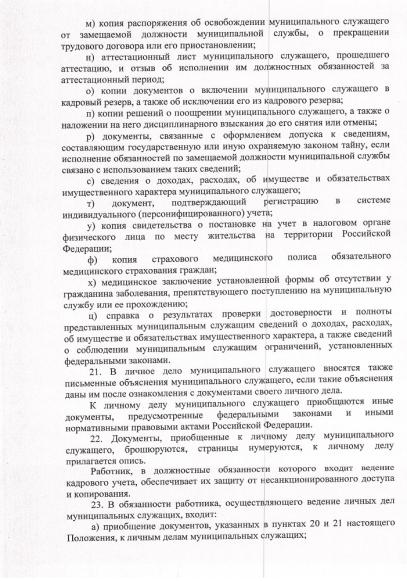 м) копия распоряжения об освобождении муниципального служащего
от замещаемой должности муниципальной службы, о прекращении
трудового договора или его приостановлении;
н) аттестационный лист муниципального служащего, прошедшего
аттестацию, и отзыв об исполнении им должностных обязанностей за
аттестационный период;
о) копии документов о включении муниципального служащего в
кадровый резерв, а также об исключении его из кадрового резерва;
п) копии решений о поощрении муниципального служащего, а также о
наложении на него дисциплинарного взыскания до его снятия или отмены;
р) документы, связанные с оформлением допуска к сведениям,
составляющим государственную или иную охраняемую законом тайну, если
исполнение обязанностей по замещаемой должности муниципальной службы
связано с использованием таких сведений;
с) сведения о доходах, расходах, об имуществе и обязательствах
имущественного характера муниципального служащего;
т) документ, подтверждающий регистрацию в системе
индивидуального (персонифицированного) учета;
у) копия свидетельства о постановке на учет в налоговом органе
физического лица по месту жительства на территории Российской
Федерации;
ф) копия страхового медицинского полиса обязательного
медицинского страхования граждан;
х) медицинское заключение установленной формы об отсутствии у
гражданина заболевания, препятствующего поступлению на муниципальную
службу или ее прохождению;
ц) справка о результатах проверки достоверности и полноты
представленных муниципальным служащим сведений о доходах, расходах,
об имуществе и обязательствах имущественного характера, а также сведений
о соблюдении муниципальным служащим ограничений, установленных
федеральными законами.
21. В личное дело муниципального служащего вносятся также
письменные объяснения муниципального служащего, если такие объяснения
даны им после ознакомления с документами своего личного дела.
К личному делу муниципального служащего приобщаются иные
документы, предусмотренные федеральными законами и иными
нормативными правовыми актами Российской Федерации.
22. Документы, приобщенные к личному делу муниципального
служащего, брошюруются, страницы нумеруются, к личному делу
прилагается опись.
Работник, в должностные обязанности которого входит ведение
кадрового учета, обеспечивает их защиту от несанкционированного доступа
и копирования.
23. В обязанности работника, осуществляющего ведение личных дел
муниципальных служащих, входит:
а) приобщение документов, указанных в пунктах 20 и 21 настоящего
Положения, к личным делам муниципальных служащих;